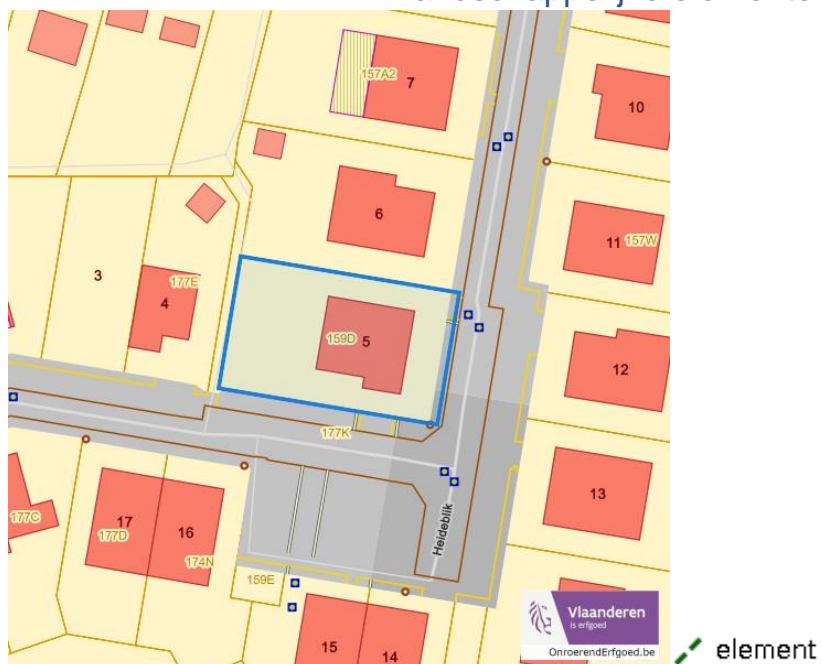 157A2
7
10
6
11 157W
3
177E
4
159D 5
12
177K
13
177C
17
177D
16
174N
Heideblik
159E
15
14
Vlaanderen
is erfgoed
OnroerendErfgoed.be
element